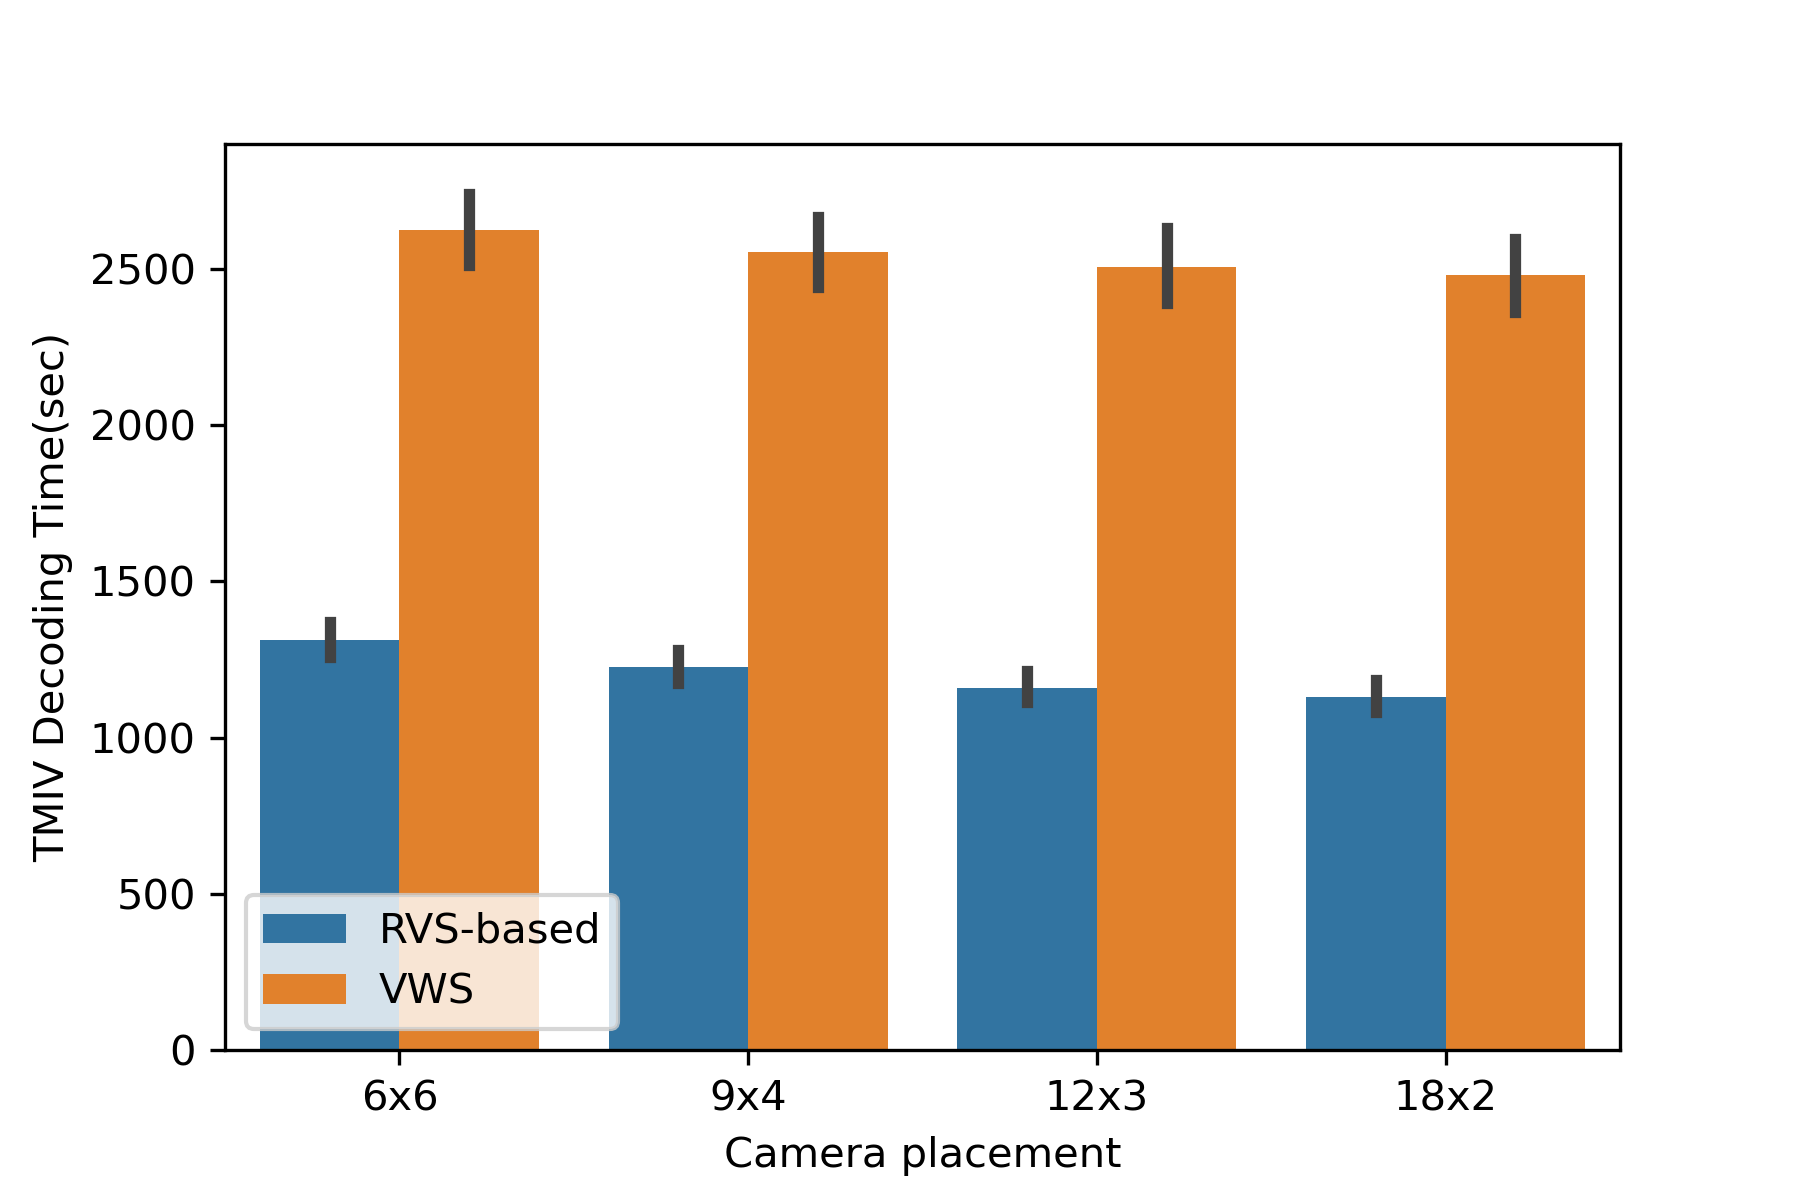 TMIV Decoding Time(sec)
2500
2000
1500
1000
500
0
RVS-based
VWS
6x6
9x4
12x3
18x2
Camera placement